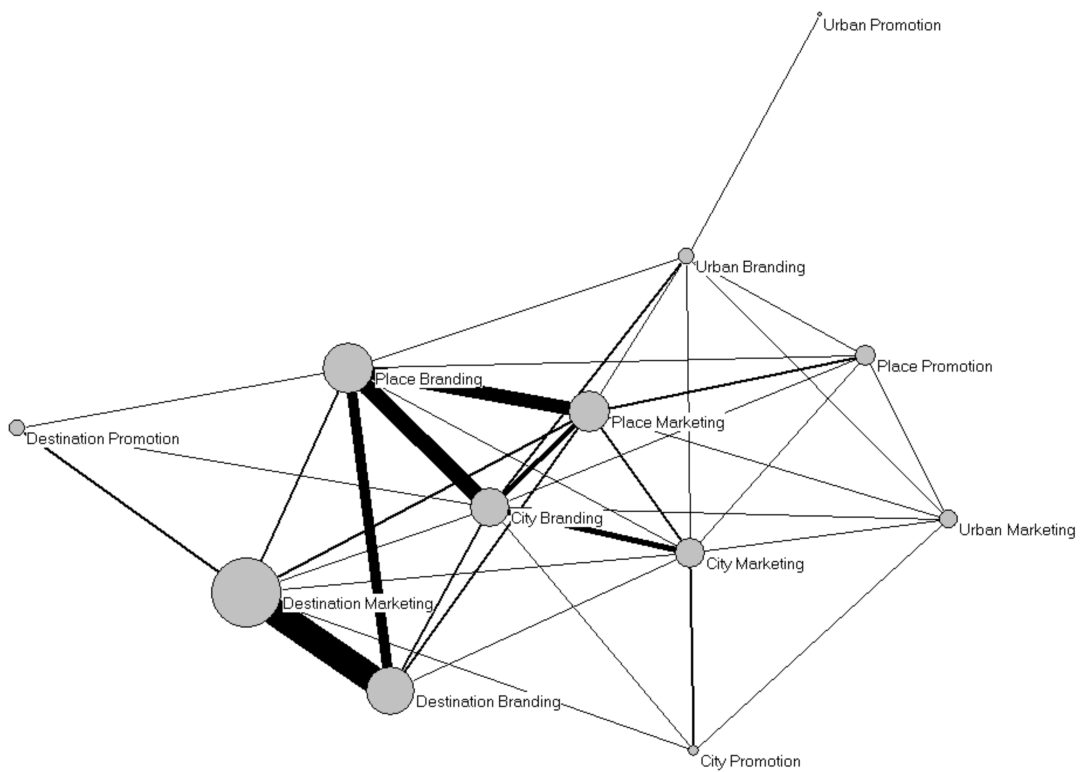 Urban Promotion
Urban Branding
Place Promotion
Place Branding
Place Marketing
Destination Promotion
City Branding
Urban Marketing
City Marketing
Destination Marketing
Destination Branding
City Promotion